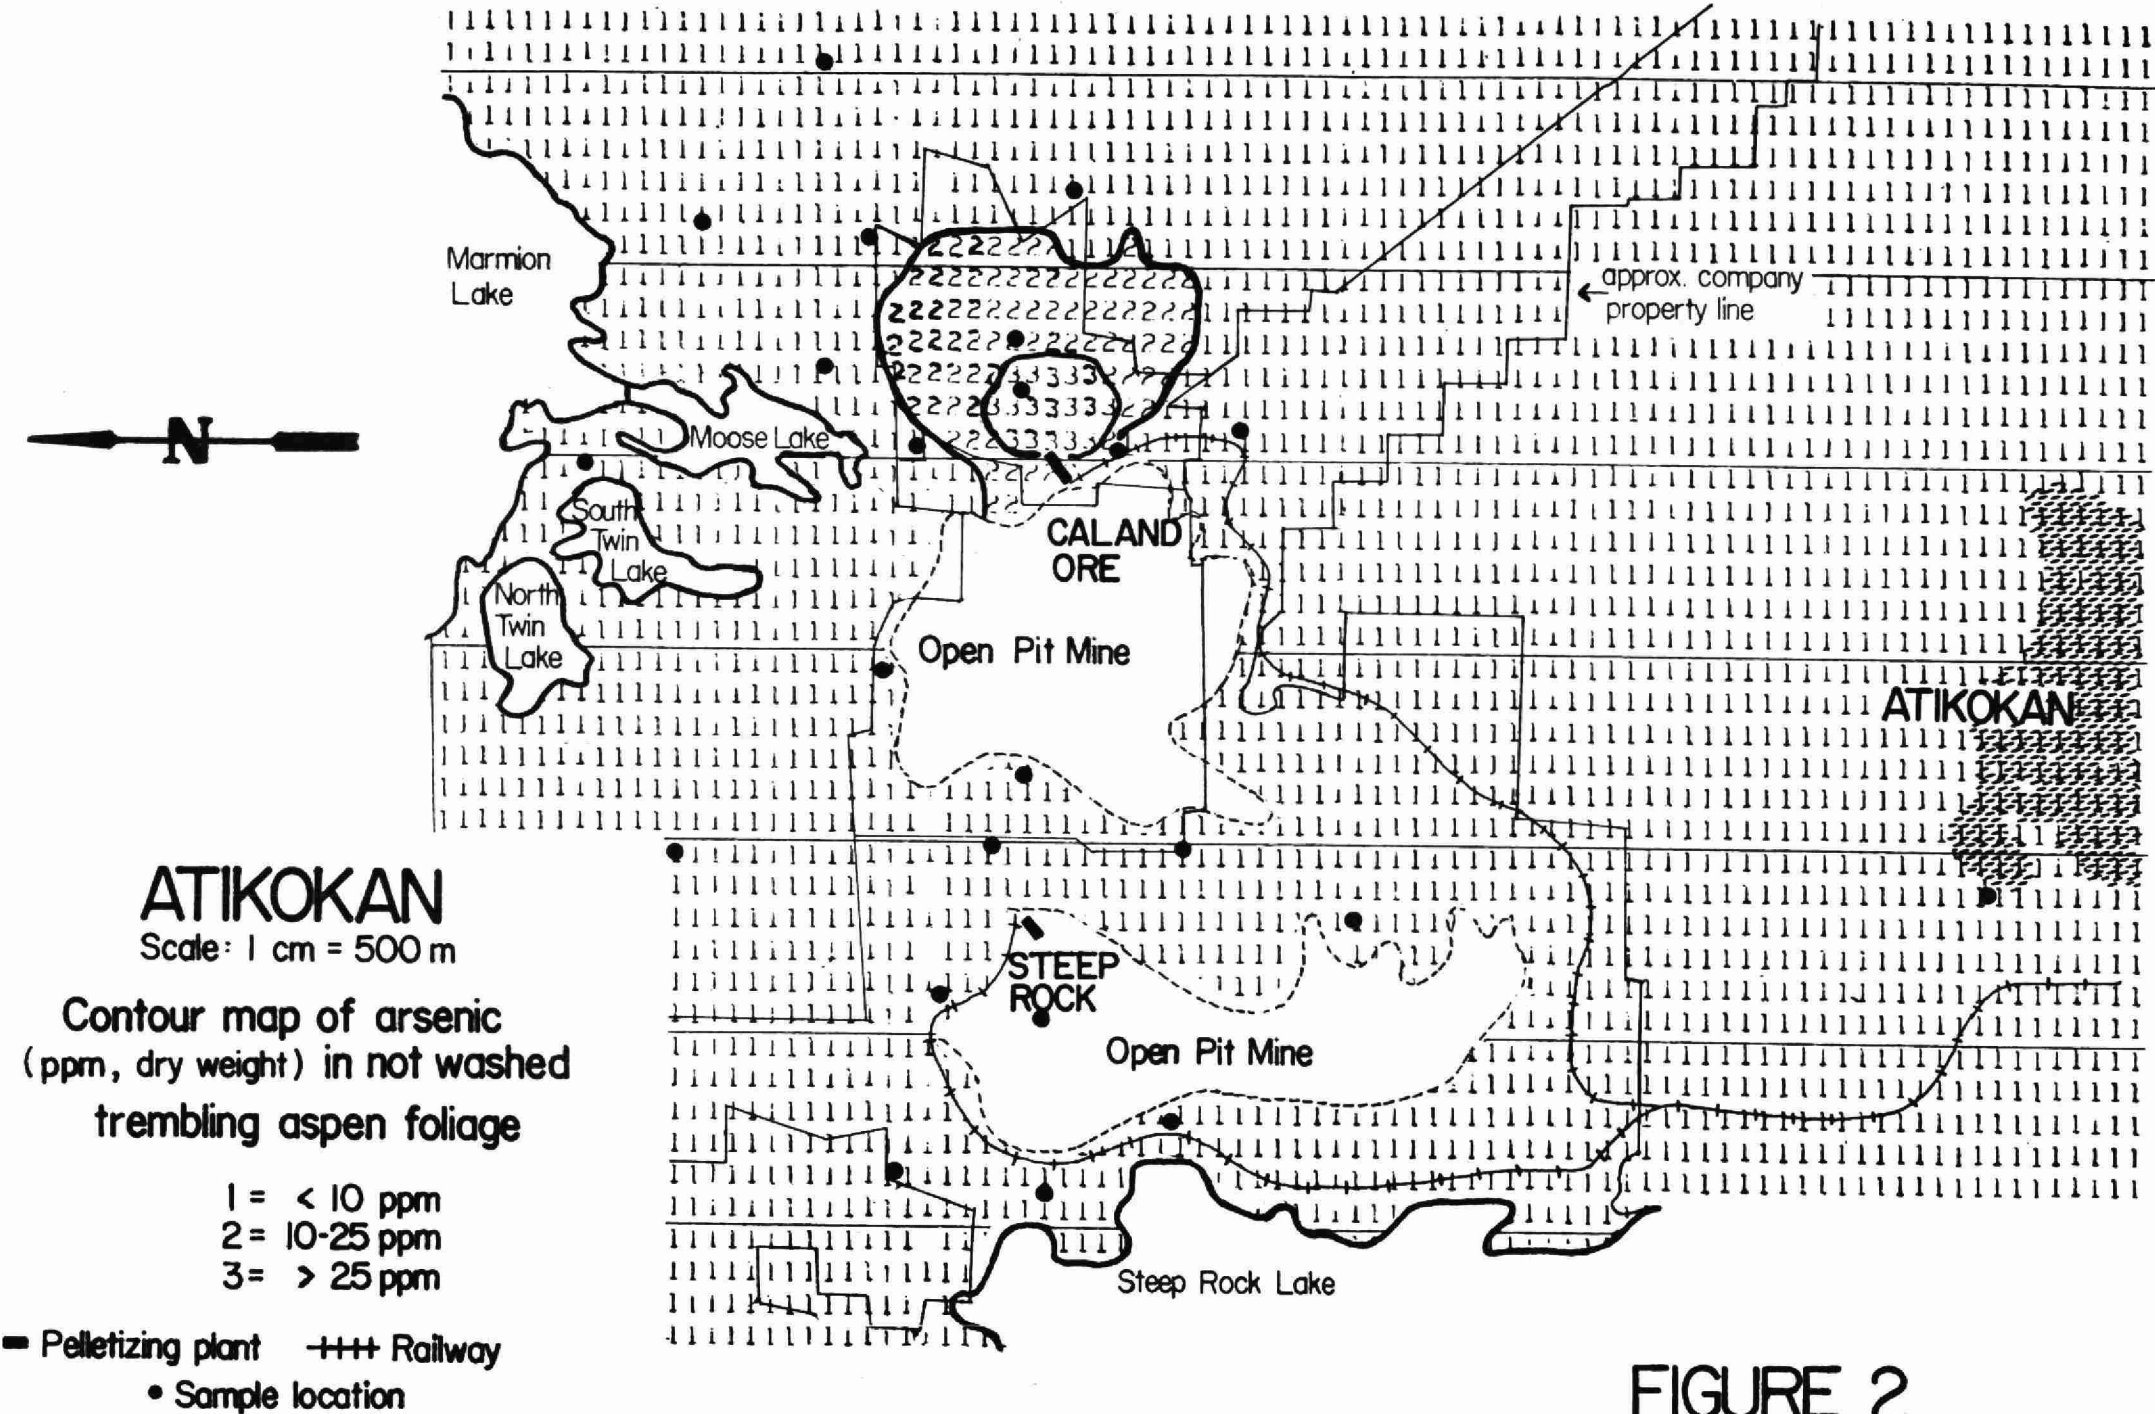 Marmion
Lake
approx. company
property line
N
Moose Lake
South
Twin
Lake
CALAND
ORE
North
Twin
Lake
Open Pit Mine
ATIKOKAN
ATIKOKAN
Scale: 1 cm = 500 m
STEEP
ROCK
Contour map of arsenic
(ppm, dry weight) in not washed
trembling aspen foliage
Open Pit Mine
1 = < 10 ppm
2 = 10-25 ppm
3 = > 25 ppm
Steep Rock Lake
Pelletizing plant Railway
Sample location
FIGURE 2